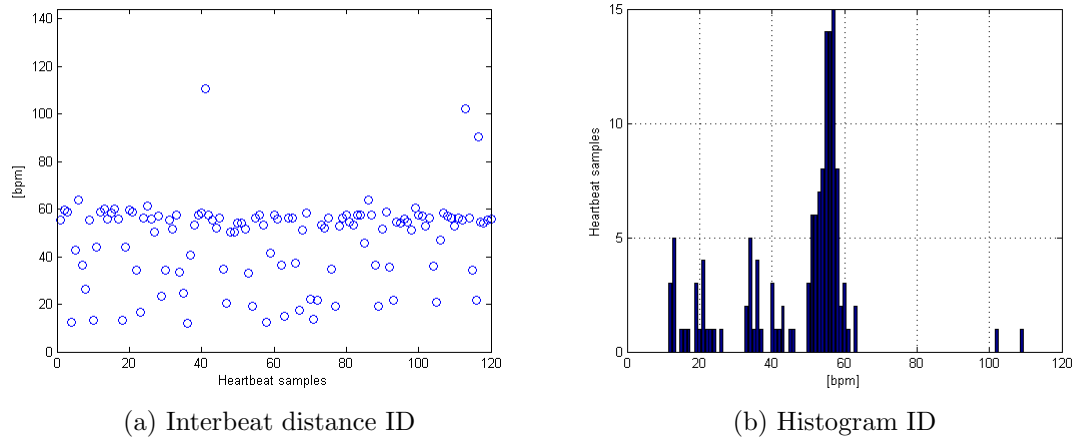 140
120
100
80
60
40
20
0
[bpm]
0 20 40 60 80 100 120
Heartbeat samples
(a) Interbeat distance ID
15
10
5
0
Heartbeat samples
0 20 40 60 80 100 120
[bpm]
(b) Histogram ID